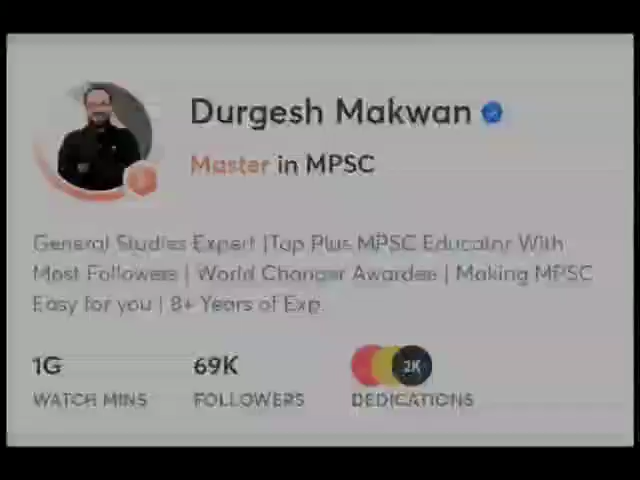 Durgesh Makwan
Master in MPSC
General Studies Expert |Top Plus MPSC Educator With
Most Followers | World Changer Awardee | Making MPSC
Easy for you | 8+ Years of Exp
1G
69K
2K
WATCH MINS
FOLLOWERS
DEDICATIONS